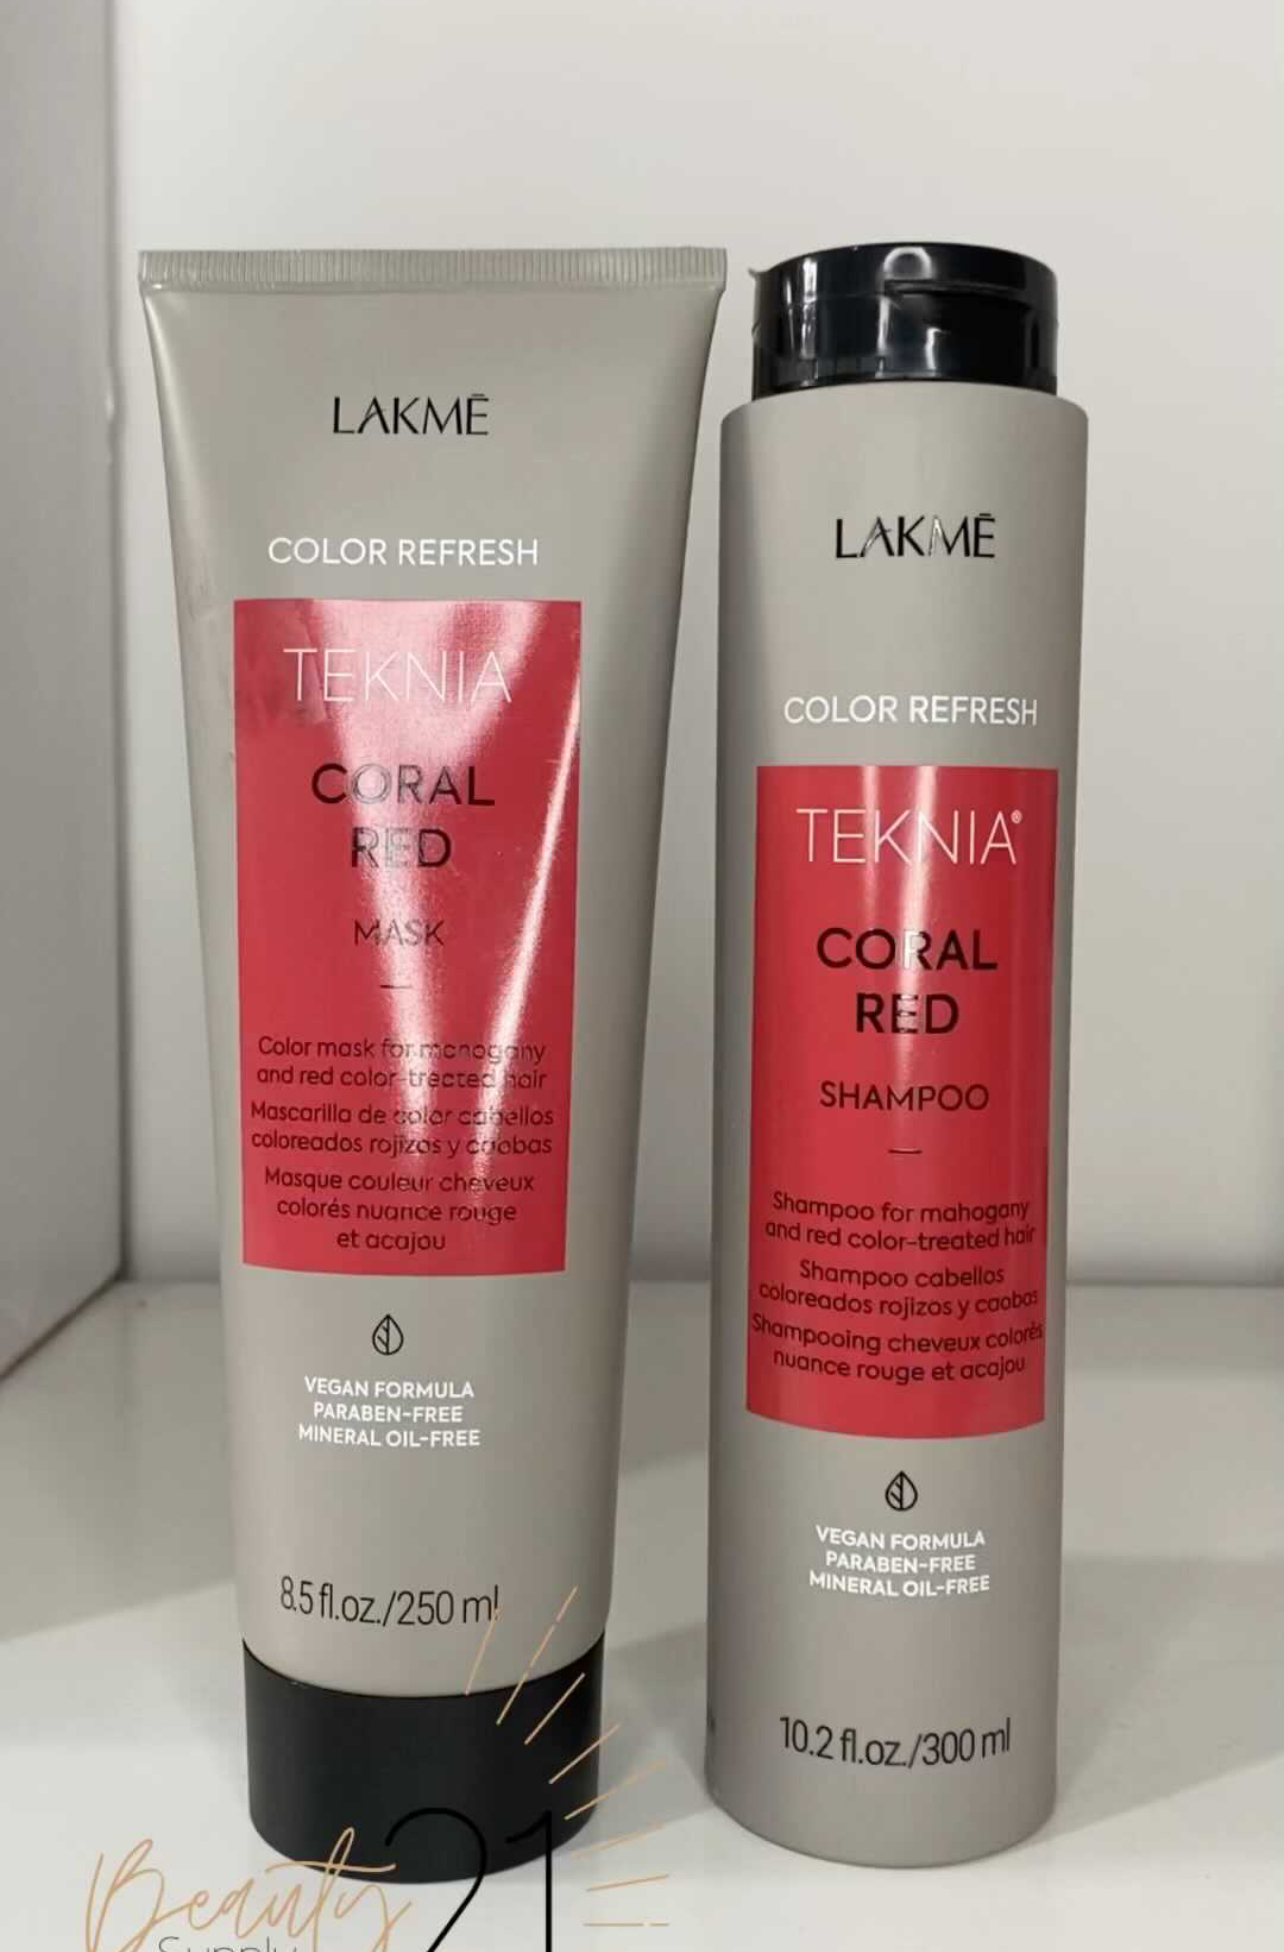 LAKMĒ
COLOR REFRESH
TEKNIA
CORAL
RED
MASK
Color mask for mahogany
and red color-treated hair
Mascarilla de color cabellos
coloreados rojizos y caobas
Masque couleur cheveux
colorés nuance rouge
et acajou
VEGAN FORMULA
PARABEN-FREE
MINERAL OIL-FREE
8.5 fl.oz./250 ml
LAKMĒ
COLOR REFRESH
TEKNIA®
CORAL
RED
SHAMPOO
Shampoo for mahogany
and red color-treated hair
Shampoo cabellos
coloreados rojizos y caobas
Shampooing cheveux colorés
nuance rouge et acajou
VEGAN FORMULA
PARABEN-FREE
MINERAL OIL-FREE
10.2 fl.oz./300 ml
Beauty 21
Supply